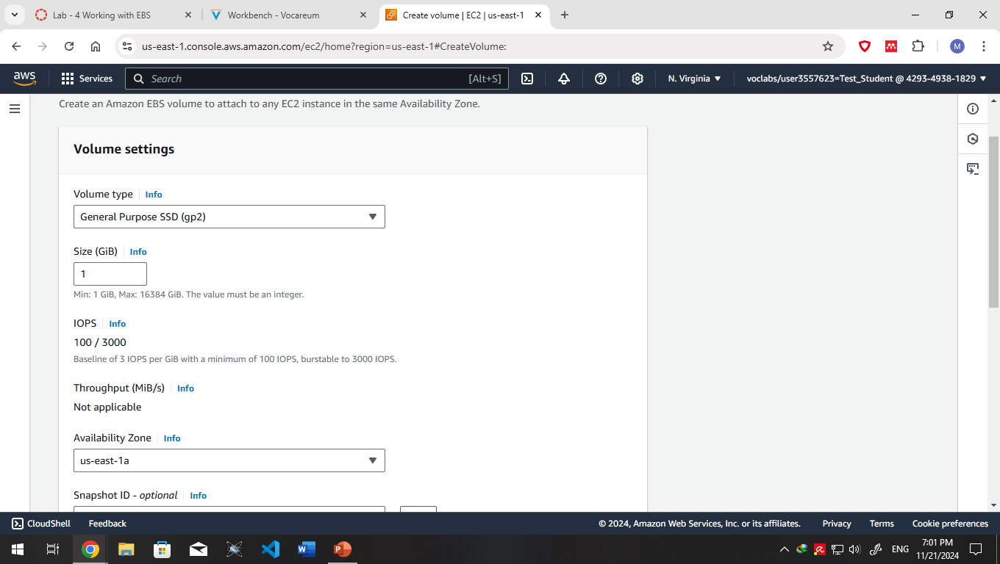 Lab - 4 Working with EBS
Workbench - Vocareum
Create volume | EC2 | us-east-1
us-east-1.console.aws.amazon.com/ec2/home?region=us-east-1#CreateVolume:
M
aws
Services
Search
[Alt+S]
N. Virginia
voclabs/user3557623=Test_Student @ 4293-4938-1829
Create an Amazon EBS volume to attach to any EC2 instance in the same Availability Zone.
Volume settings
Volume type Info
General Purpose SSD (gp2)
Size (GiB) Info
1
Min: 1 GiB, Max: 16384 GiB. The value must be an integer.
IOPS Info
100 / 3000
Baseline of 3 IOPS per GiB with a minimum of 100 IOPS, burstable to 3000 IOPS.
Throughput (MiB/s) Info
Not applicable
Availability Zone Info
us-east-1a
Snapshot ID - optional Info
CloudShell
Feedback
© 2024, Amazon Web Services, Inc. or its affiliates.
Privacy
Terms
Cookie preferences
ENG
7:01 PM
11/21/2024